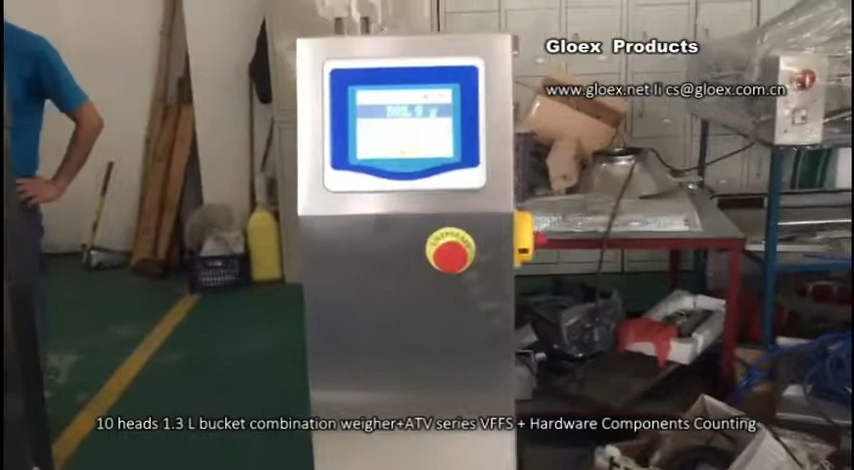 Gloex Products
www.gloex.net li cs@gloex.com.cn
10 heads 1.3 L bucket combination weigher+ATV series VFFS + Hardware Components Counting